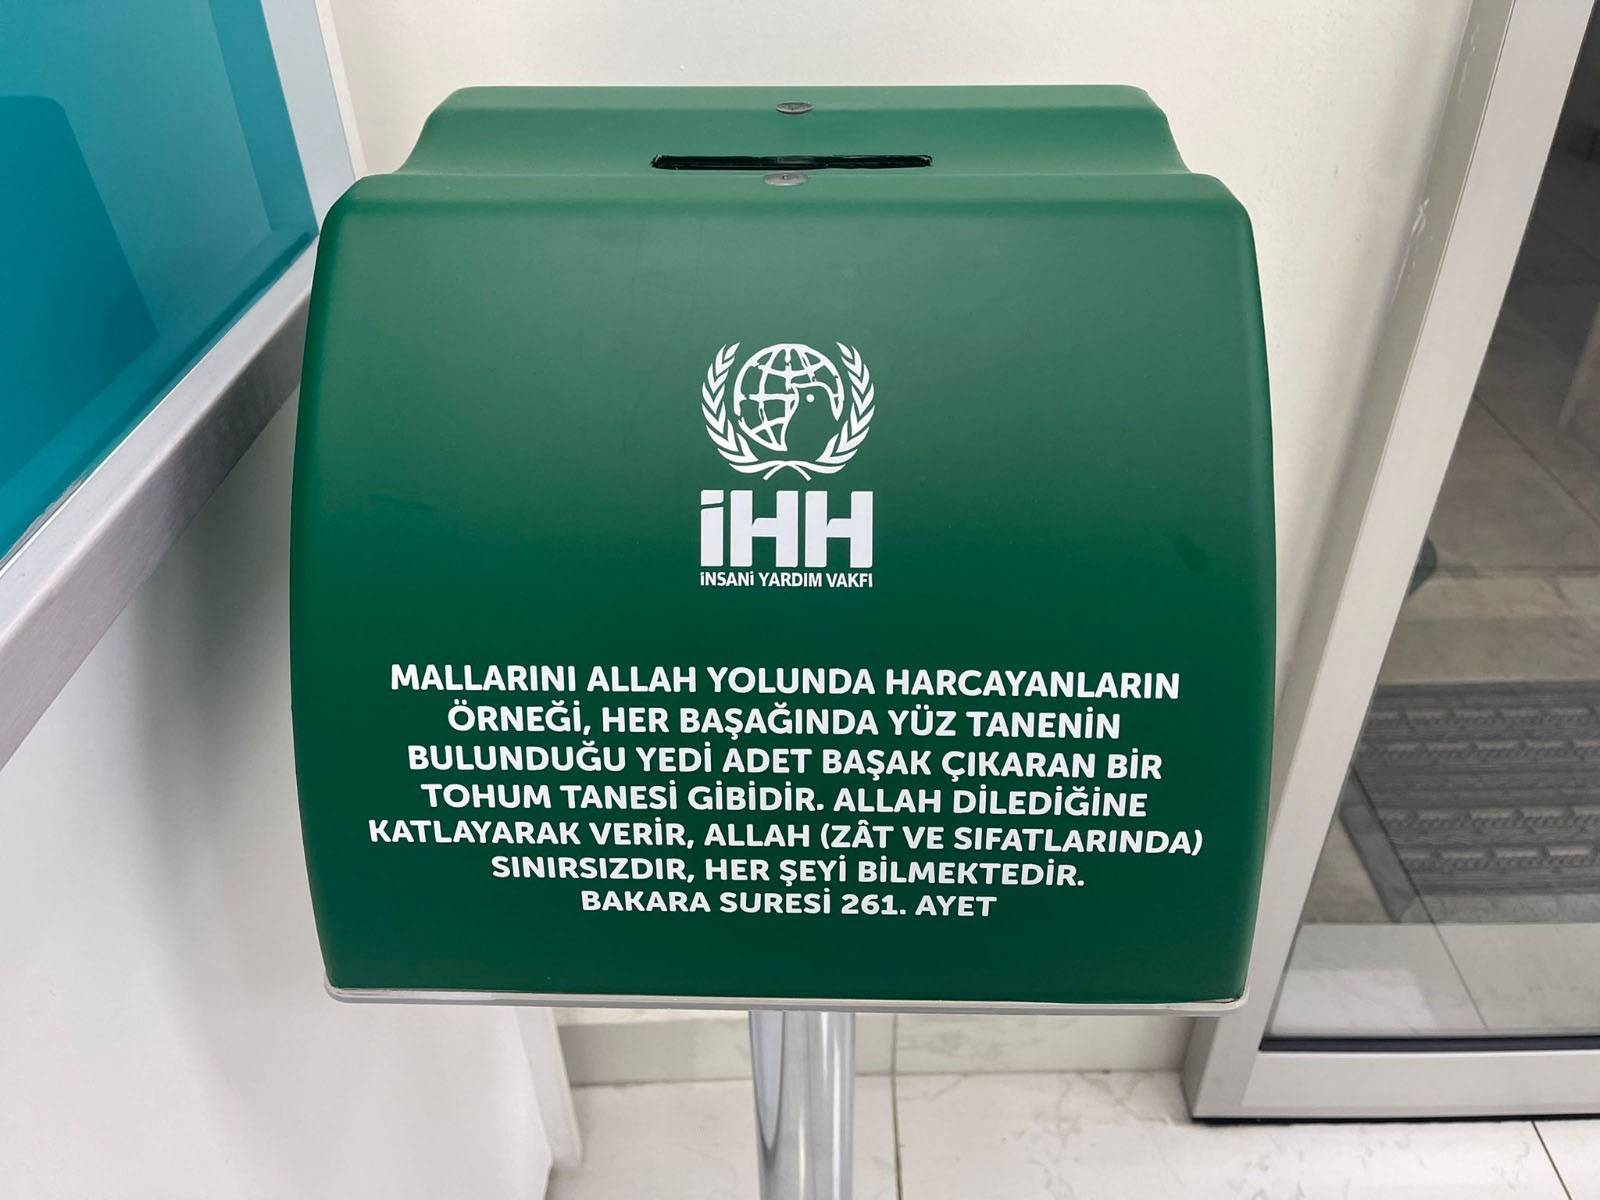 İHH
İNSANİ YARDIM VAKFI
MALLARINI ALLAH YOLUNDA HARCAYANLARIN
ÖRNEĞİ, HER BAŞAĞINDA YÜZ TANENİN
BULUNDUĞU YEDİ ADET BAŞAK ÇIKARAN BİR
TOHUM TANESİ GİBİDİR. ALLAH DİLEDİĞİNE
KATLAYARAK VERİR, ALLAH (ZÂT VE SIFATLARINDA)
SINIRSIZDIR, HER ŞEYİ BİLMEKTEDİR.
BAKARA SURESİ 261. AYET